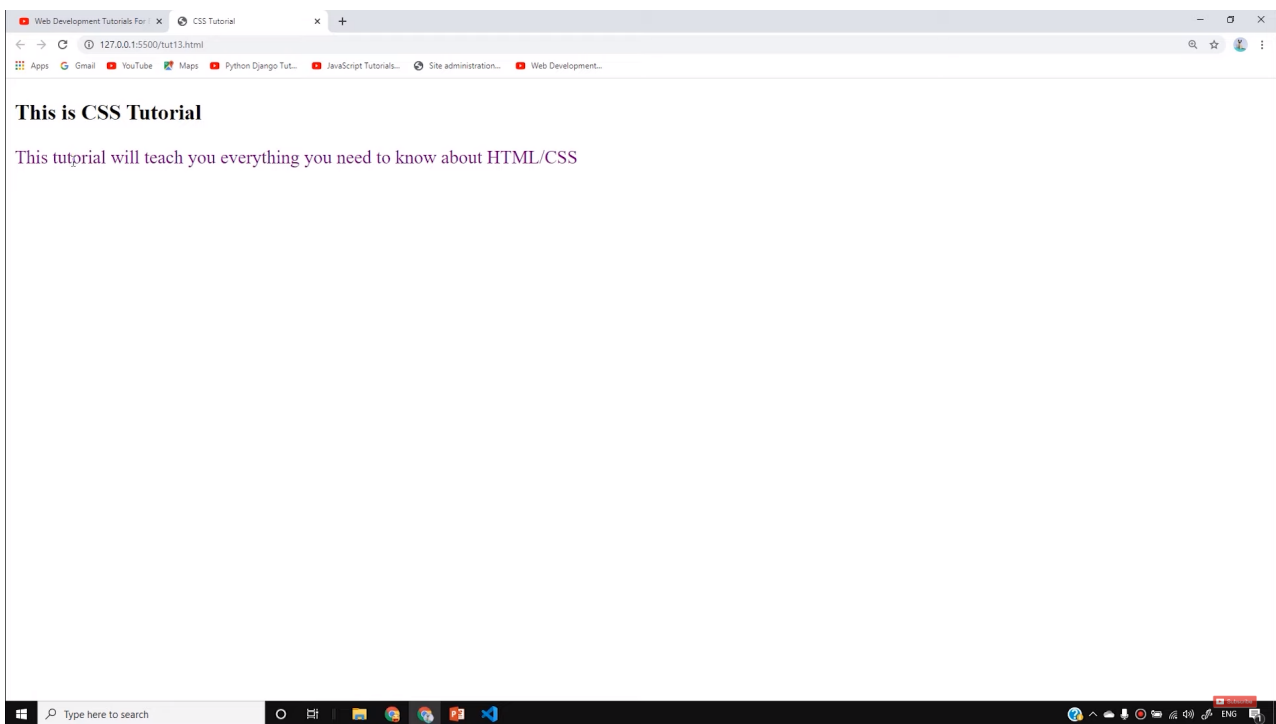 Web Development Tutorials For
CSS Tutorial
127.0.0.1:5500/tut13.html
Apps Gmail YouTube Maps Python Django Tut... JavaScript Tutorials... Site administration... Web Development...
This is CSS Tutorial
This tutorial will teach you everything you need to know about HTML/CSS
Subscribe
Type here to search
ENG